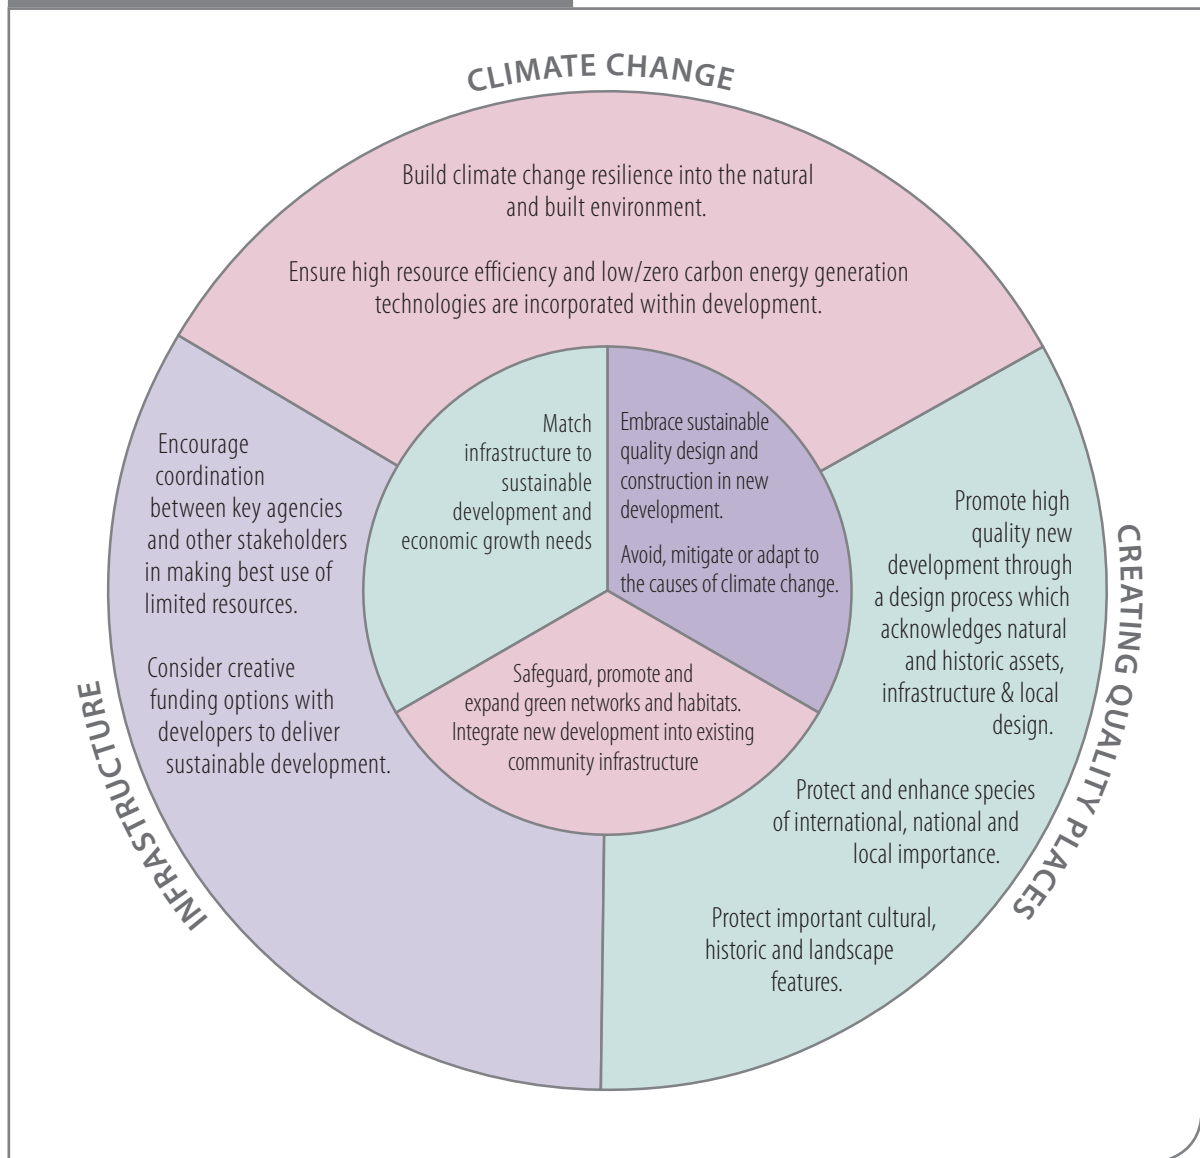 CLIMATE CHANGE
Build climate change resilience into the natural
and built environment.
Ensure high resource efficiency and low/zero carbon energy generation
technologies are incorporated within development.
Encourage
coordination
between key agencies
and other stakeholders
in making best use of
limited resources.
Consider creative
funding options with
developers to deliver
sustainable development.
INFRASTRUCTURE
Match
infrastructure to
sustainable
development and
economic growth needs
Embrace sustainable
quality design and
construction in new
development.
Avoid, mitigate or adapt to
the causes of climate change.
Safeguard, promote and
expand green networks and habitats.
Integrate new development into existing
community infrastructure
Promote high
quality new
development through
a design process which
acknowledges natural
and historic assets,
infrastructure & local
design.
Protect and enhance species
of international, national and
local importance.
Protect important cultural,
historic and landscape
features.
CREATING QUALITY PLACES